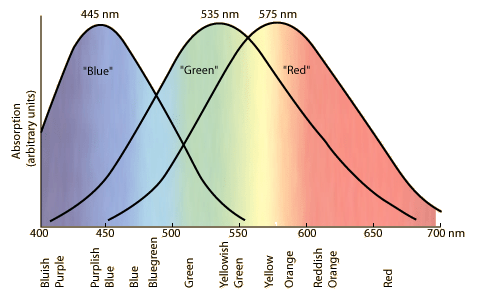 445 nm
535 nm
575 nm
"Blue"
"Green"
"Red"
Absorption
(arbitrary units)
400
450
500
550
600
650
700 nm
Bluish
Purple
Purplish
Blue
Blue
Bluegreen
Green
Yellowish
Green
Yellow
Orange
Reddish
Orange
Red